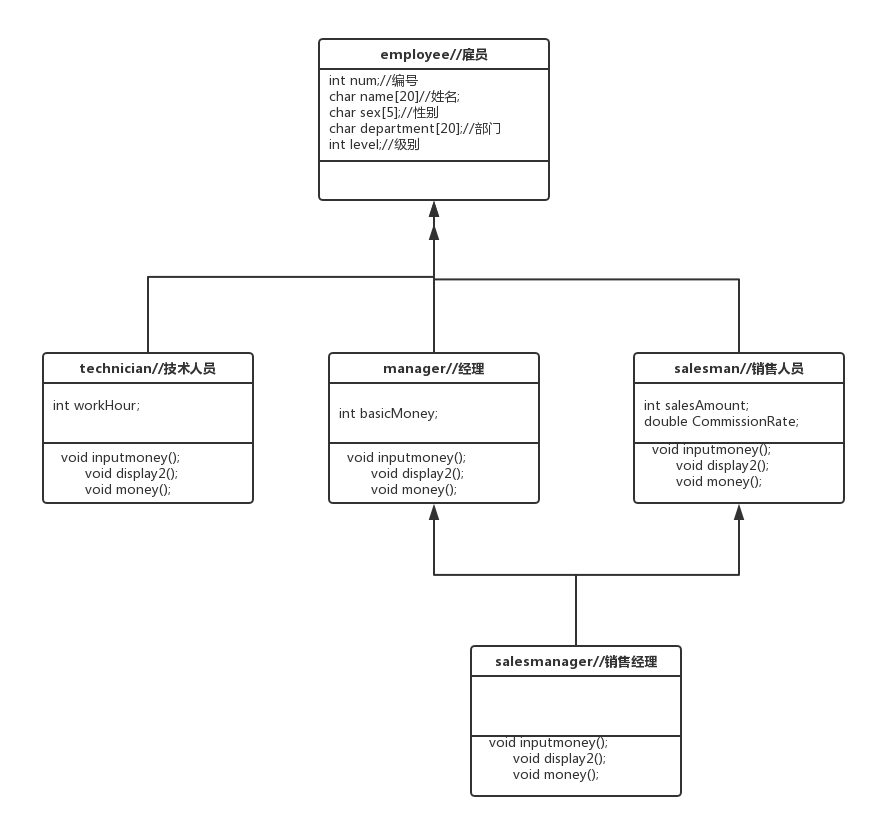 employee//雇员
int num;//编号
char name[20]//姓名;
char sex[5];//性别
char department[20];//部门
int level;//级别
technician//技术人员
int workHour;
void inputmoney();
void display2();
void money();
manager//经理
int basicMoney;
void inputmoney();
void display2();
void money();
salesman//销售人员
int salesAmount;
double CommissionRate;
void inputmoney();
void display2();
void money();
salesmanager//销售经理
void inputmoney();
void display2();
void money();